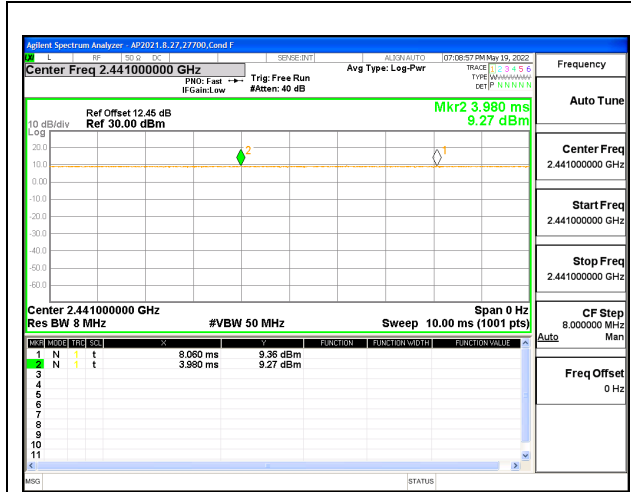 Agilent Spectrum Analyzer - AP2021.8.27,27700,Cond F
L RF 50 Ω DC SENSE:INT ALIGN AUTO 07:08:57 PM May 19, 2022
Center Freq 2.441000000 GHz
PNO: Fast
IFGain:Low
Trig: Free Run
#Atten: 40 dB
Avg Type: Log-Pwr
TRACE 1 2 3 4 5 6
TYPE
DET P N N N N N
Frequency
Auto Tune
Center Freq
2.441000000 GHz
Start Freq
2.441000000 GHz
Stop Freq
2.441000000 GHz
CF Step
8.000000 MHz
Auto Man
Freq Offset
0 Hz
Mkr2 3.980 ms
9.27 dBm
Ref Offset 12.45 dB
10 dB/div Ref 30.00 dBm
Log
20.0
10.0
0.00
-10.0
-20.0
-30.0
-40.0
-50.0
-60.0
2
1
Center 2.441000000 GHz Span 0 Hz
Res BW 8 MHz #VBW 50 MHz Sweep 10.00 ms (1001 pts)
MKR MODE TRC SCL X Y FUNCTION FUNCTION WIDTH FUNCTION VALUE
1 N 1 t 8.060 ms 9.36 dBm
2 N 1 t 3.980 ms 9.27 dBm
3
4
5
6
7
8
9
10
11
MSG STATUS